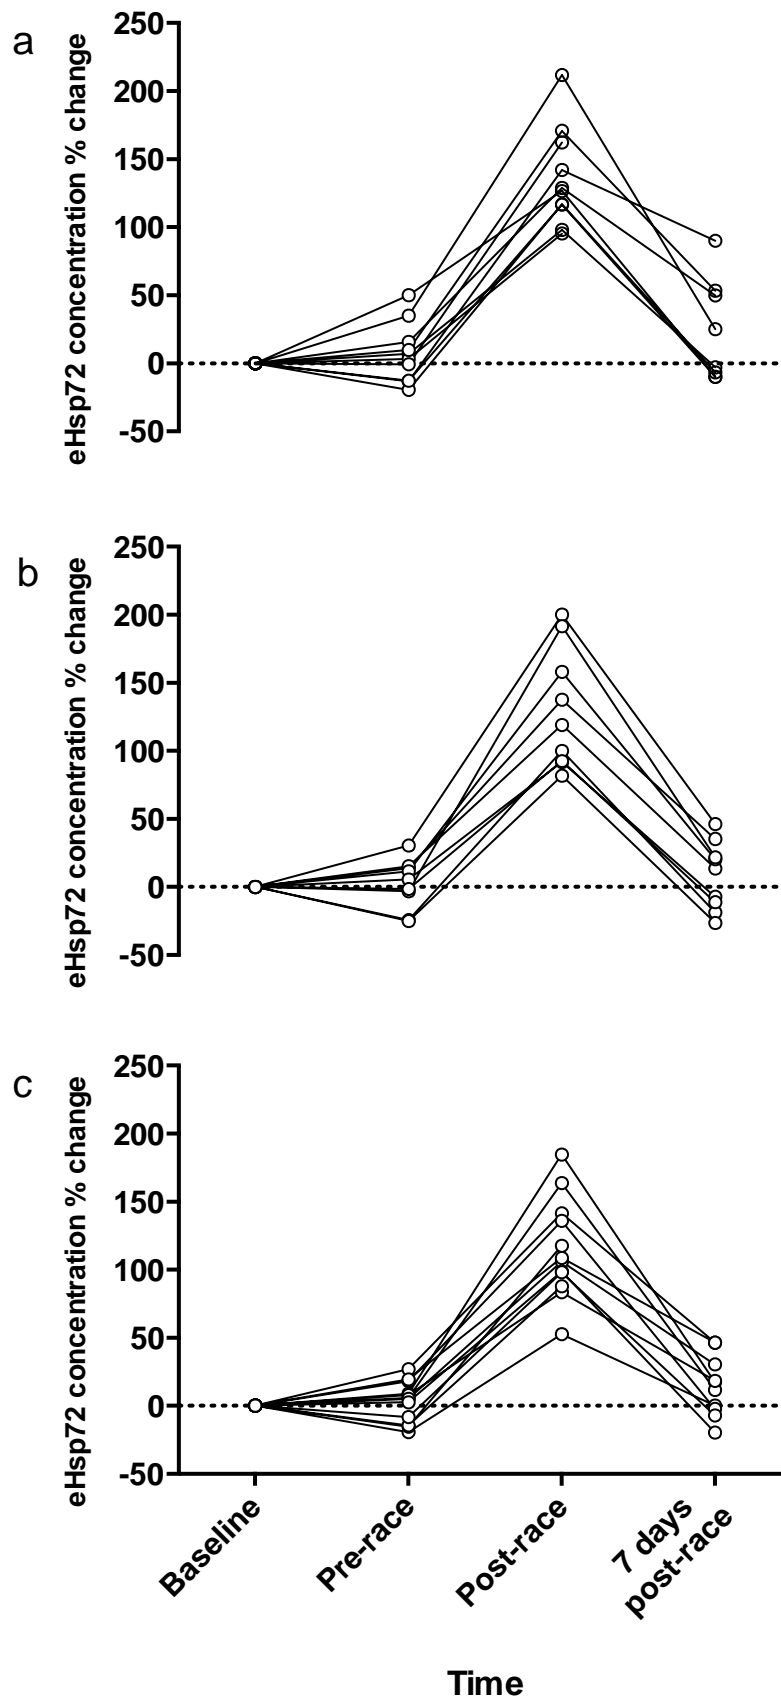 a
eHsp72 concentration % change
250
200
150
100
50
0
-50
b
eHsp72 concentration % change
250
200
150
100
50
0
-50
c
eHsp72 concentration % change
250
200
150
100
50
0
-50
Baseline
Pre-race
Post-race
7 days
post-race
Time